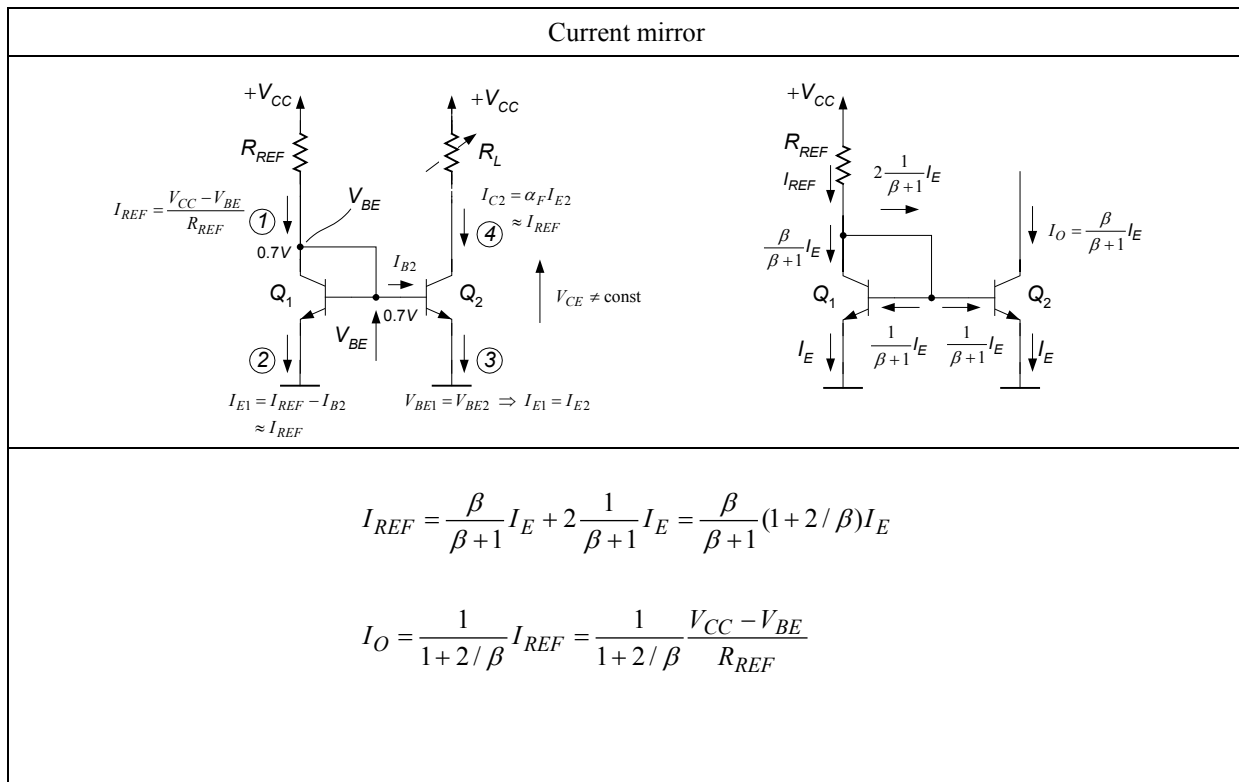 Current mirror
+V_CC
+V_CC
R_REF
R_L
I_REF = (V_CC − V_BE) / R_REF
①
V_BE
0.7V
I_C2 = α_F I_E2
≈ I_REF
④
I_B2
Q_1
Q_2
0.7V
V_BE
V_CE ≠ const
②
③
I_E1 = I_REF − I_B2
≈ I_REF
V_BE1 = V_BE2 ⇒ I_E1 = I_E2
+V_CC
R_REF
I_REF
2 1/(β+1) I_E
β/(β+1) I_E
I_O = β/(β+1) I_E
Q_1
Q_2
1/(β+1) I_E
1/(β+1) I_E
I_E
I_E
I_REF = β/(β+1) I_E + 2 1/(β+1) I_E = β/(β+1) (1 + 2/β) I_E
I_O = 1/(1 + 2/β) I_REF = 1/(1 + 2/β) (V_CC − V_BE)/R_REF